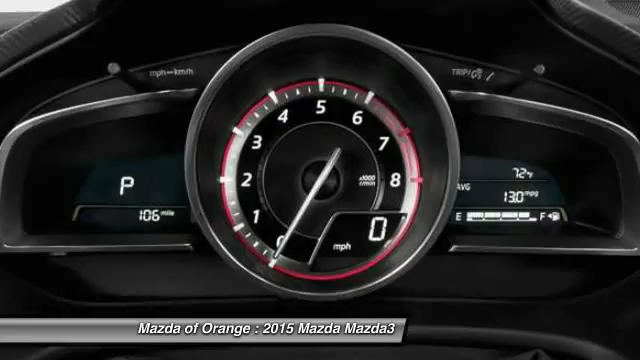 mph↔km/h
TRIP/
5
4
6
3
7
2
x1000
r/min
8
1
0
P
106 mile
0
mph
72°F
AVG
13.0 mpg
E F
Mazda of Orange : 2015 Mazda Mazda3